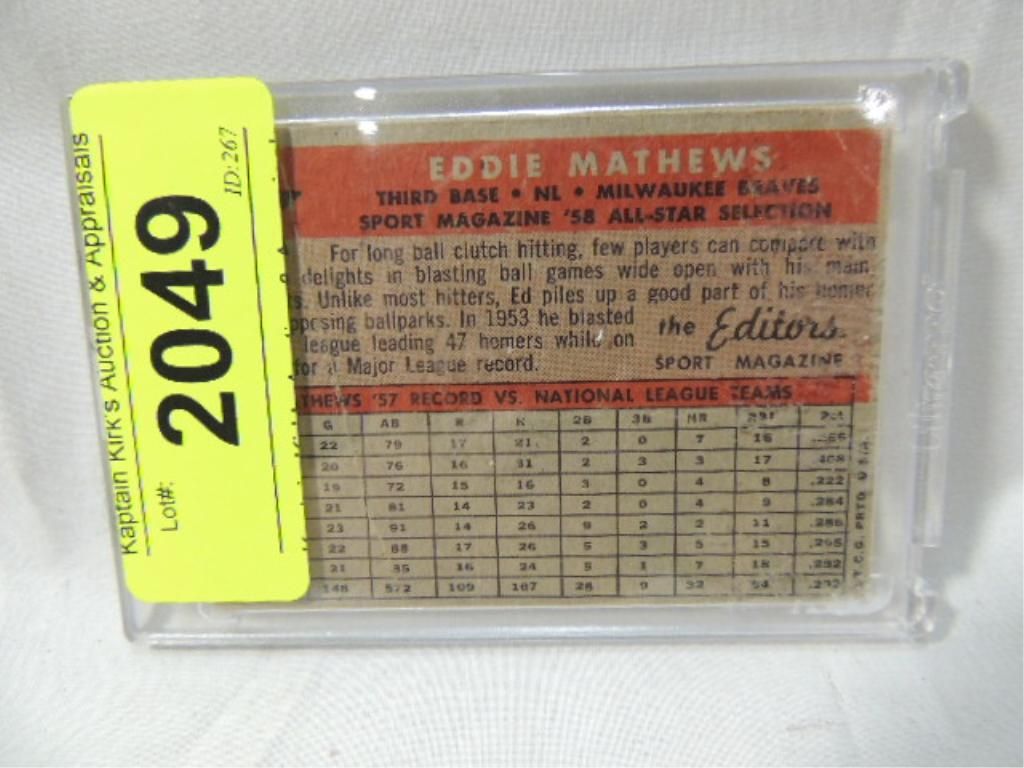 Kaptain Kirk's Auction & Appraisals
Lot#:
2049
ID:267
EDDIE MATHEWS
THIRD BASE • NL • MILWAUKEE BRAVES
SPORT MAGAZINE '58 ALL-STAR SELECTION
For long ball clutch hitting, few players can compare with
delights in blasting ball games wide open with his main
Unlike most hitters, Ed piles up a good part of his homer
ballparks. In 1953 he blasted
league leading 47 homers while on
for a Major League record.
the Editors
SPORT MAGAZINE
'57 RECORD VS. NATIONAL LEAGUE TEAMS
G AB R H 2B 3B HR RBI
22 79 17 21 2 0 7 16
20 76 16 31 2 3 3 17 .408
19 72 15 16 3 0 4 8 .222
21 81 14 23 2 0 4 9 .284
23 91 14 26 9 2 2 11 .286
22 88 17 26 5 3 5 15 .295
21 85 16 24 5 1 7 18 .282
148 572 109 167 28 9 32 94 .292
T.C.G. PRTD U.S.A.